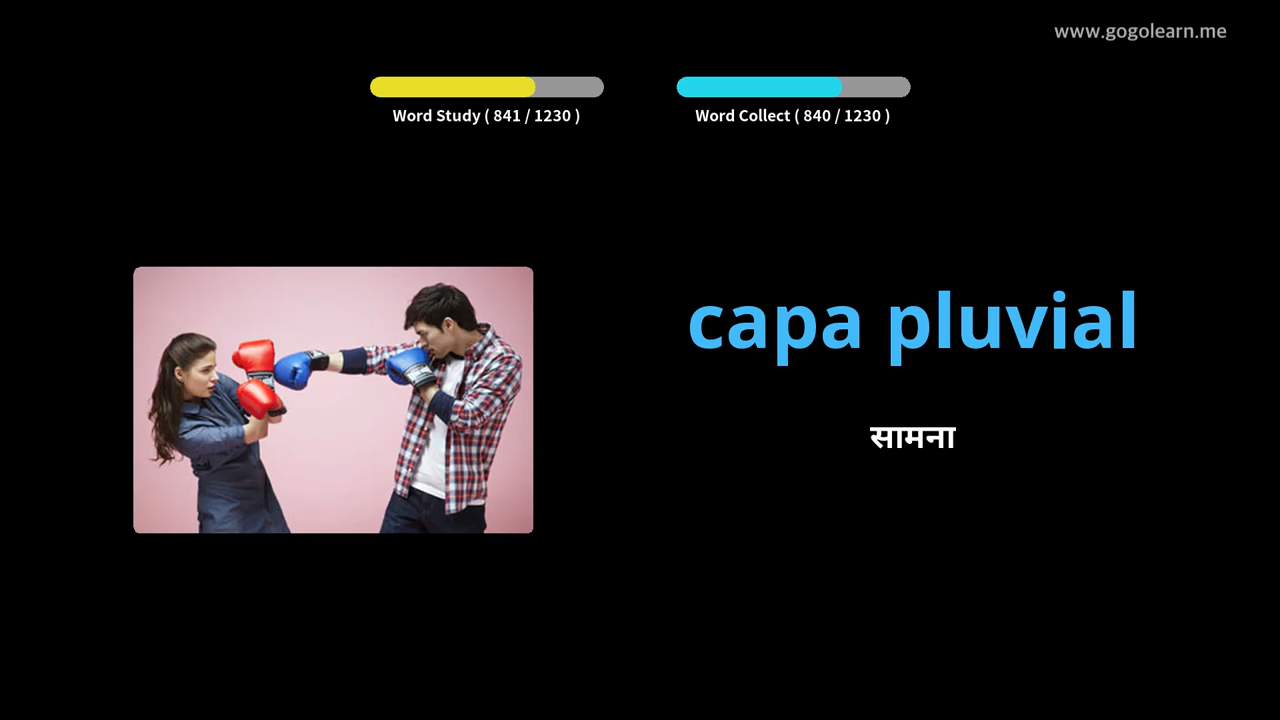 www.gogolearn.me
Word Study ( 841 / 1230 )
Word Collect ( 840 / 1230 )
capa pluvial
सामना